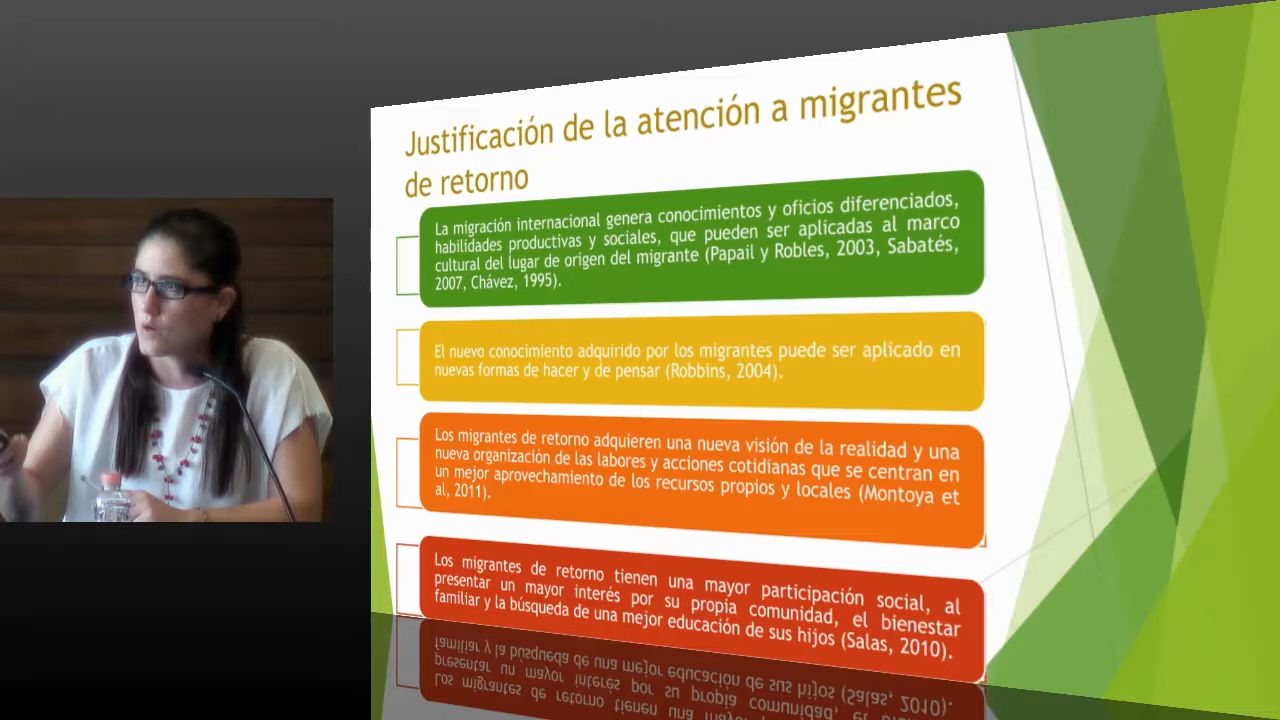 Justificación de la atención a migrantes
de retorno
La migración internacional genera conocimientos y oficios diferenciados,
habilidades productivas y sociales, que pueden ser aplicadas al marco
cultural del lugar de origen del migrante (Papail y Robles, 2003, Sabatés,
2007, Chávez, 1995).
El nuevo conocimiento adquirido por los migrantes puede ser aplicado en
nuevas formas de hacer y de pensar (Robbins, 2004).
Los migrantes de retorno adquieren una nueva visión de la realidad y una
nueva organización de las labores y acciones cotidianas que se centran en
un mejor aprovechamiento de los recursos propios y locales (Montoya et
al, 2011).
Los migrantes de retorno tienen una mayor participación social, al
presentar un mayor interés por su propia comunidad, el bienestar
familiar y la búsqueda de una mejor educación de sus hijos (Salas, 2010).